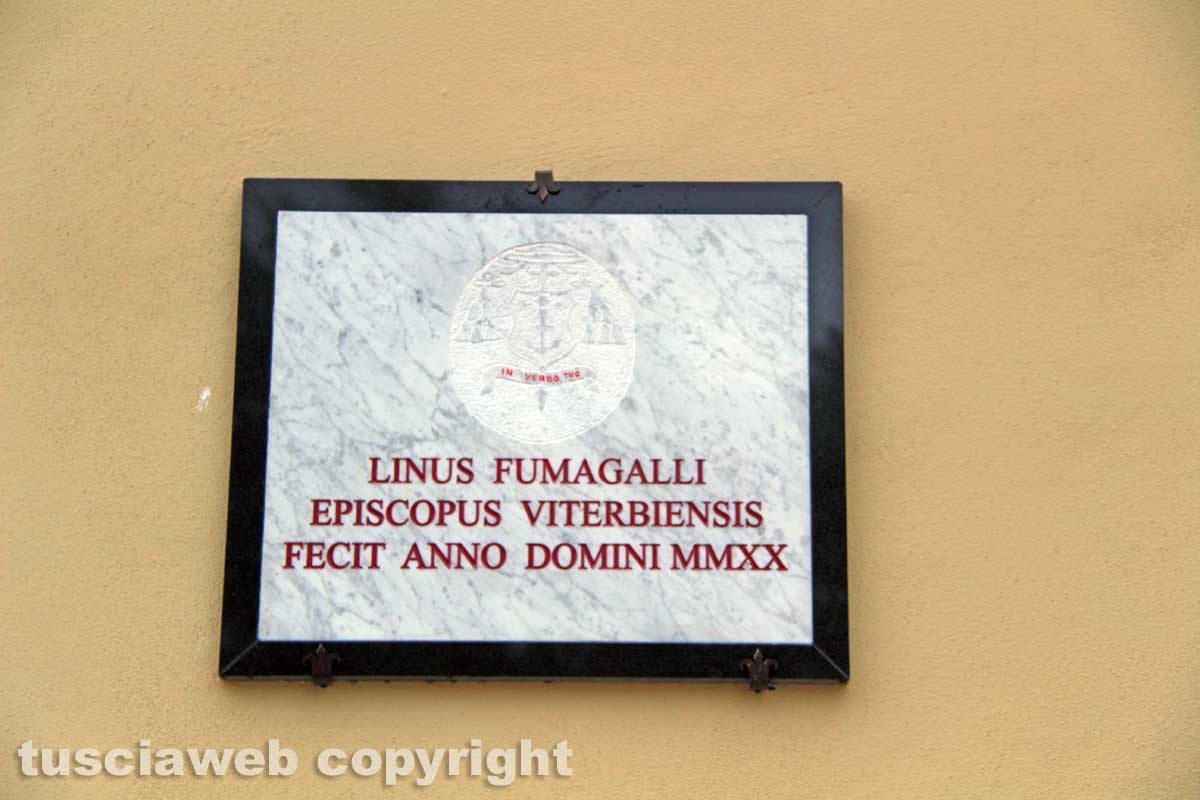 IN VERBO TUO
LINUS FUMAGALLI
EPISCOPUS VITERBIENSIS
FECIT ANNO DOMINI MMXX
tusciaweb copyright